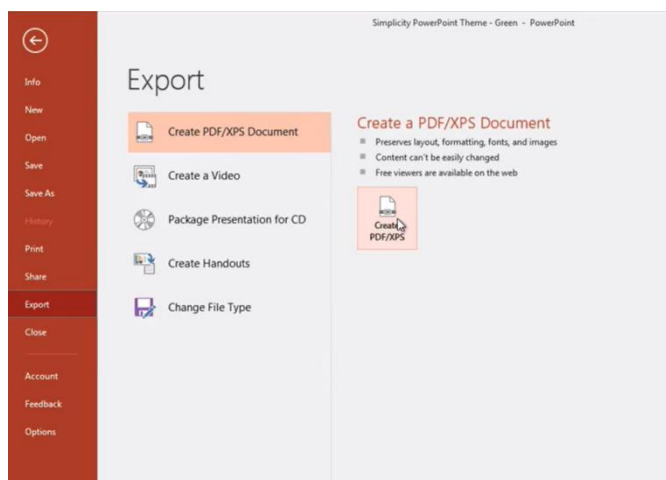 Simplicity PowerPoint Theme - Green - PowerPoint
Info
New
Open
Save
Save As
History
Print
Share
Export
Close
Account
Feedback
Options
Export
Create PDF/XPS Document
Create a Video
Package Presentation for CD
Create Handouts
Change File Type
Create a PDF/XPS Document
Preserves layout, formatting, fonts, and images
Content can't be easily changed
Free viewers are available on the web
Create
PDF/XPS